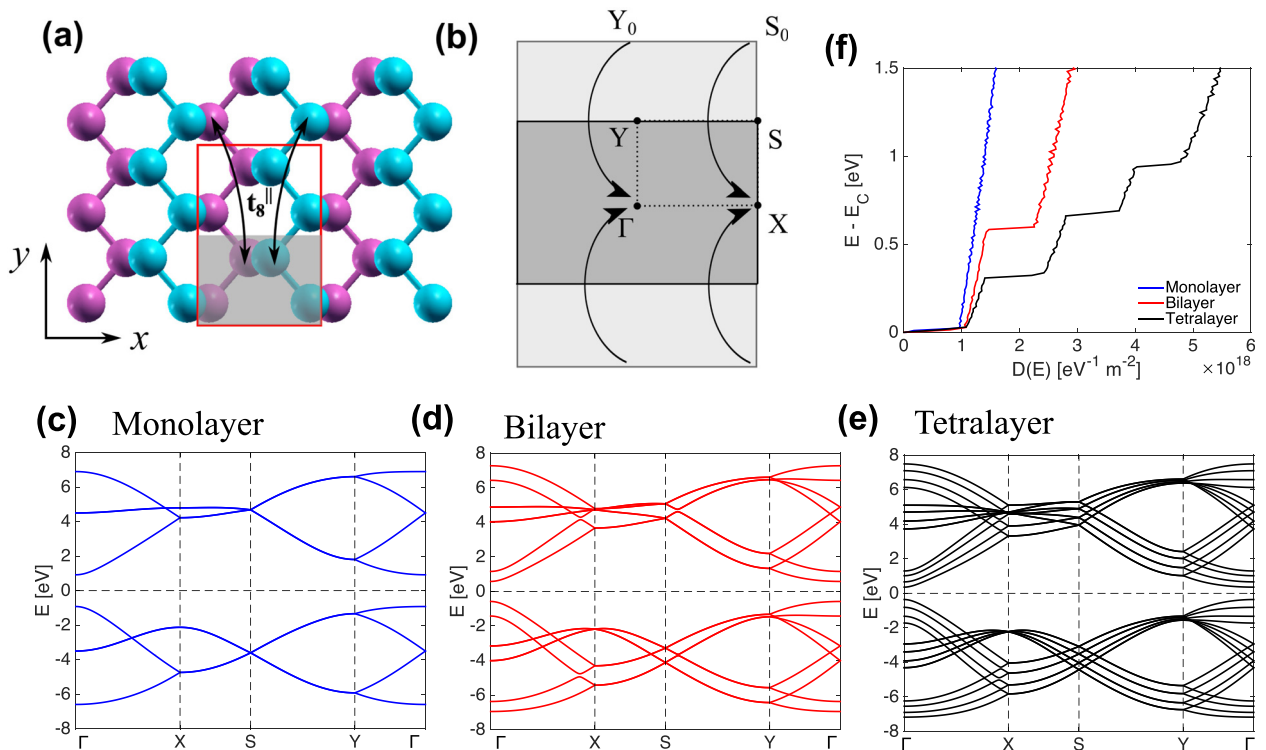 (a)
t₈||
y
x
(b)
Y₀
S₀
Y
S
Γ
X
(f)
1.5
1
0.5
0
E - E_C [eV]
Monolayer
Bilayer
Tetralayer
0 1 2 3 4 5 6
D(E) [eV⁻¹ m⁻²]
×10¹⁸
(c) Monolayer
8
6
4
2
0
-2
-4
-6
-8
E [eV]
Γ X S Y Γ
(d) Bilayer
8
6
4
2
0
-2
-4
-6
-8
E [eV]
Γ X S Y Γ
(e) Tetralayer
8
6
4
2
0
-2
-4
-6
-8
E [eV]
Γ X S Y Γ